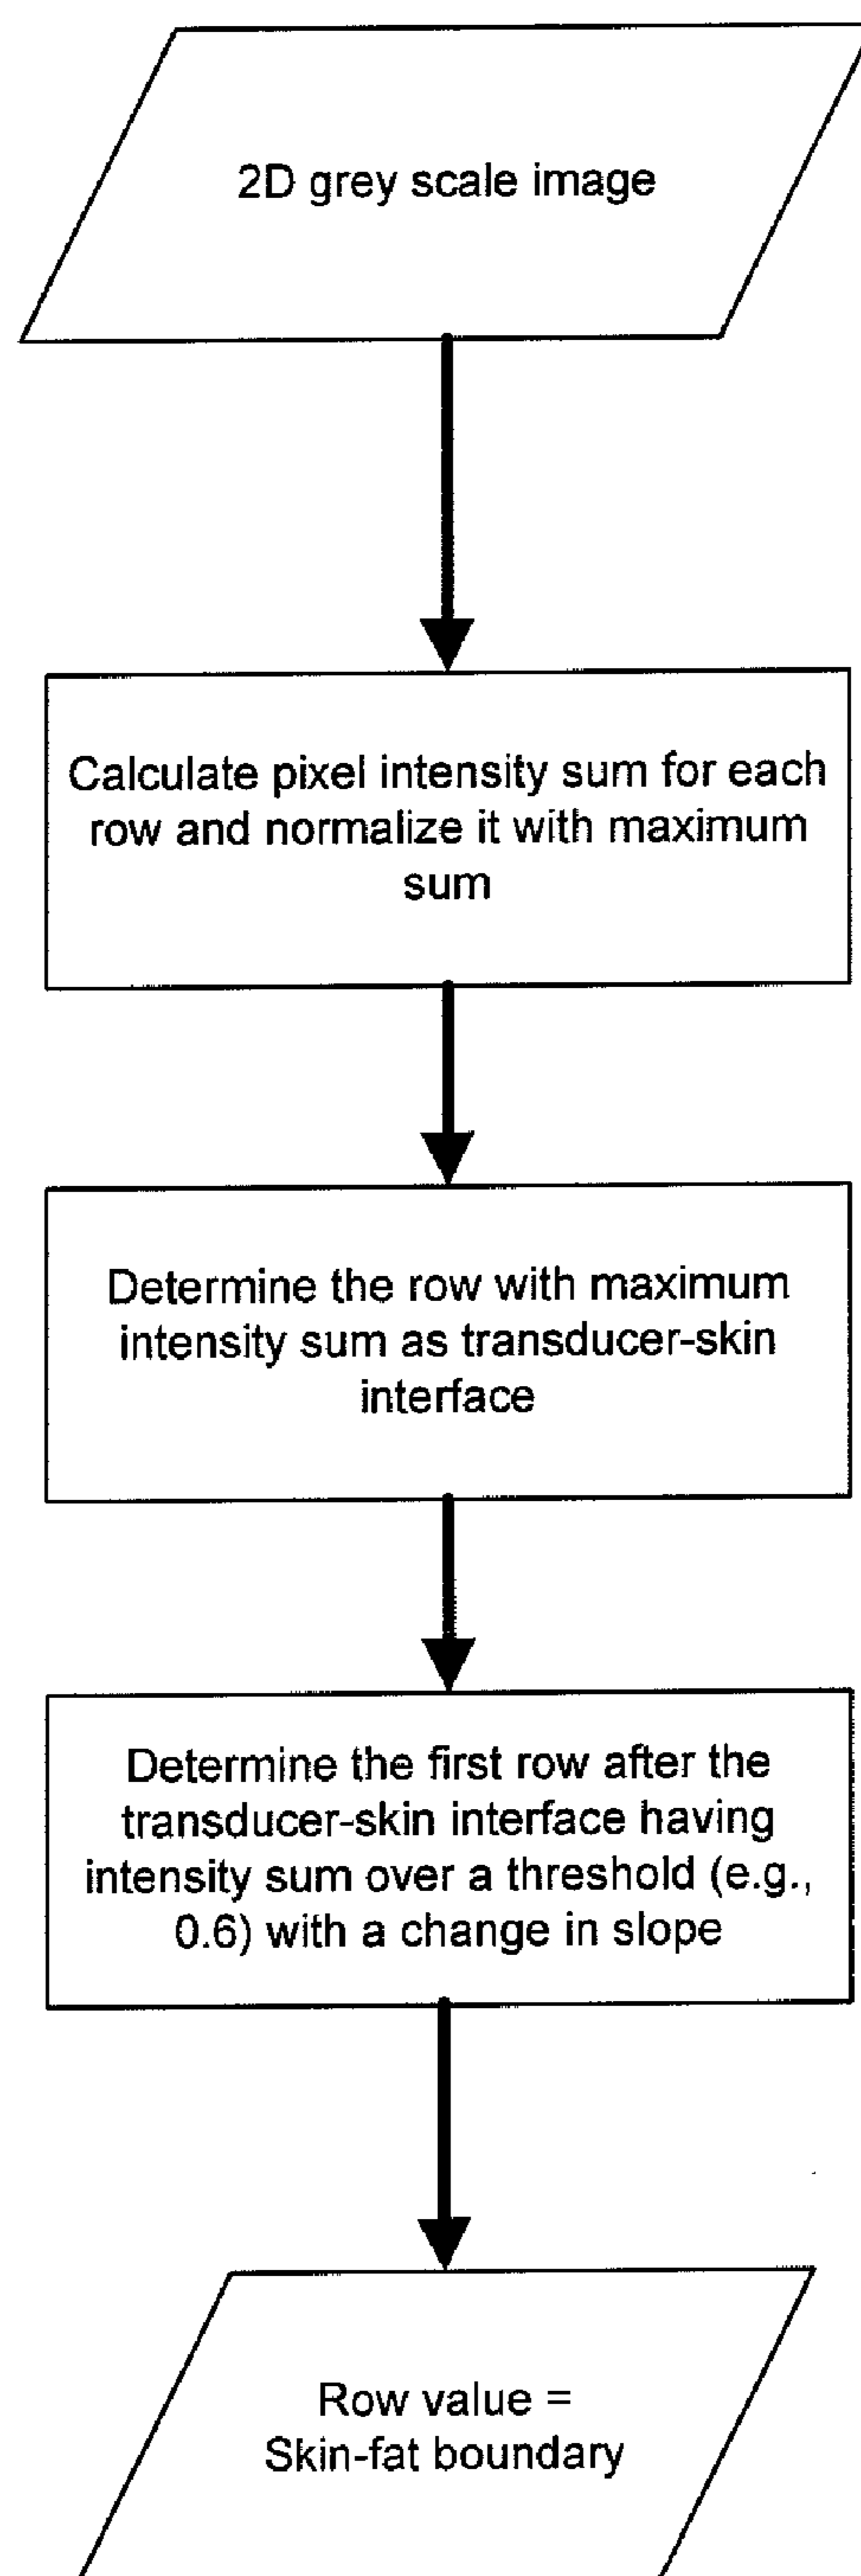 2D grey scale image
Calculate pixel intensity sum for each
row and normalize it with maximum
sum
Determine the row with maximum
intensity sum as transducer-skin
interface
Determine the first row after the
transducer-skin interface having
intensity sum over a threshold (e.g.,
0.6) with a change in slope
Row value =
Skin-fat boundary